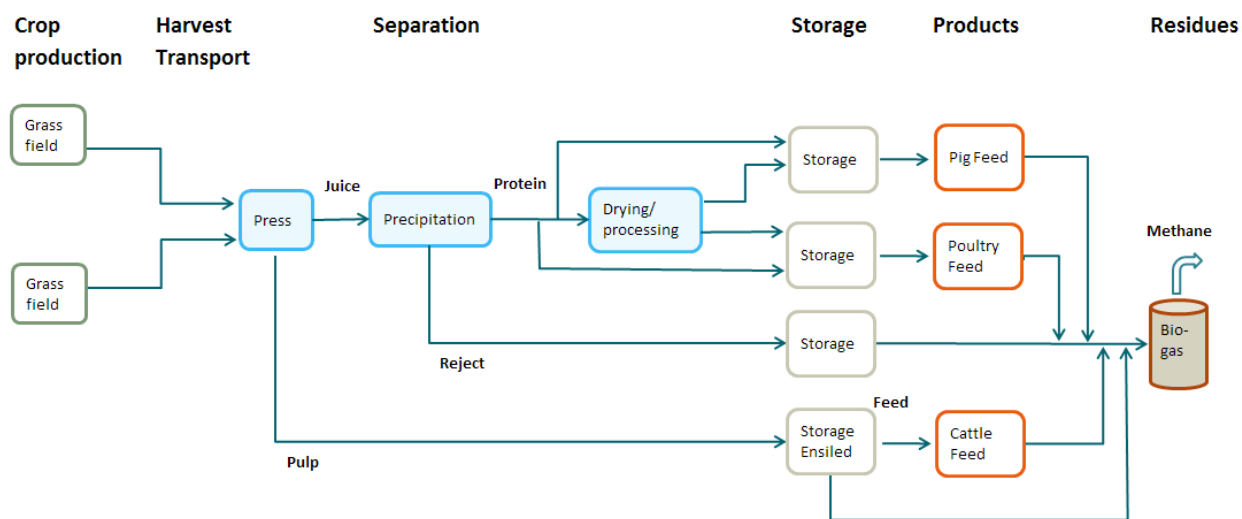 Crop
production
Harvest
Transport
Separation
Storage
Products
Residues
Grass
field
Grass
field
Press
Juice
Precipitation
Protein
Drying/
processing
Storage
Pig Feed
Storage
Poultry
Feed
Methane
Storage
Bio-
gas
Reject
Feed
Storage
Ensiled
Cattle
Feed
Pulp